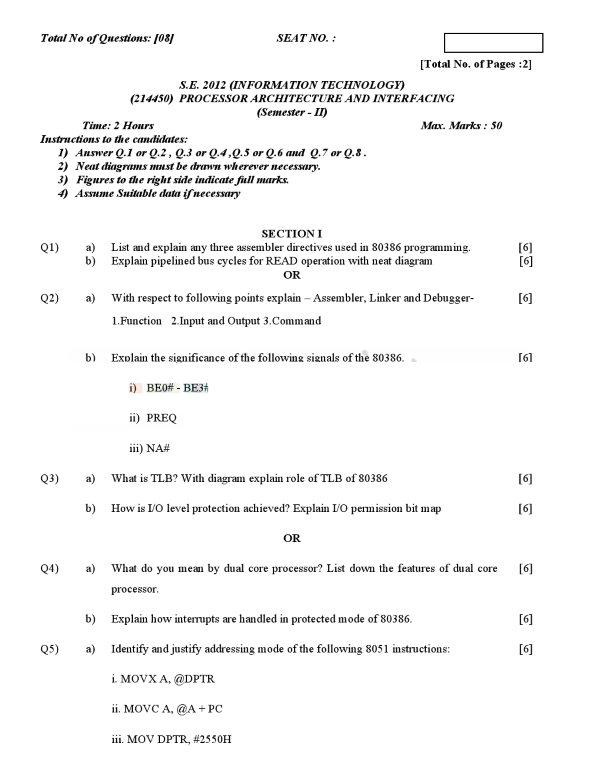 Total No of Questions: [08] SEAT NO. :
[Total No. of Pages :2]
S.E. 2012 (INFORMATION TECHNOLOGY)
(214450) PROCESSOR ARCHITECTURE AND INTERFACING
(Semester - II)
Time: 2 Hours Max. Marks : 50
Instructions to the candidates:
1) Answer Q.1 or Q.2 , Q.3 or Q.4 ,Q.5 or Q.6 and Q.7 or Q.8 .
2) Neat diagrams must be drawn wherever necessary.
3) Figures to the right side indicate full marks.
4) Assume Suitable data if necessary
SECTION I
Q1) a) List and explain any three assembler directives used in 80386 programming. [6]
b) Explain pipelined bus cycles for READ operation with neat diagram [6]
OR
Q2) a) With respect to following points explain – Assembler, Linker and Debugger- [6]
1.Function 2.Input and Output 3.Command
b) Explain the significance of the following signals of the 80386. [6]
i) BE0# - BE3#
ii) PREQ
iii) NA#
Q3) a) What is TLB? With diagram explain role of TLB of 80386 [6]
b) How is I/O level protection achieved? Explain I/O permission bit map [6]
OR
Q4) a) What do you mean by dual core processor? List down the features of dual core [6]
processor.
b) Explain how interrupts are handled in protected mode of 80386. [6]
Q5) a) Identify and justify addressing mode of the following 8051 instructions: [6]
i. MOVX A, @DPTR
ii. MOVC A, @A + PC
iii. MOV DPTR, #2550H